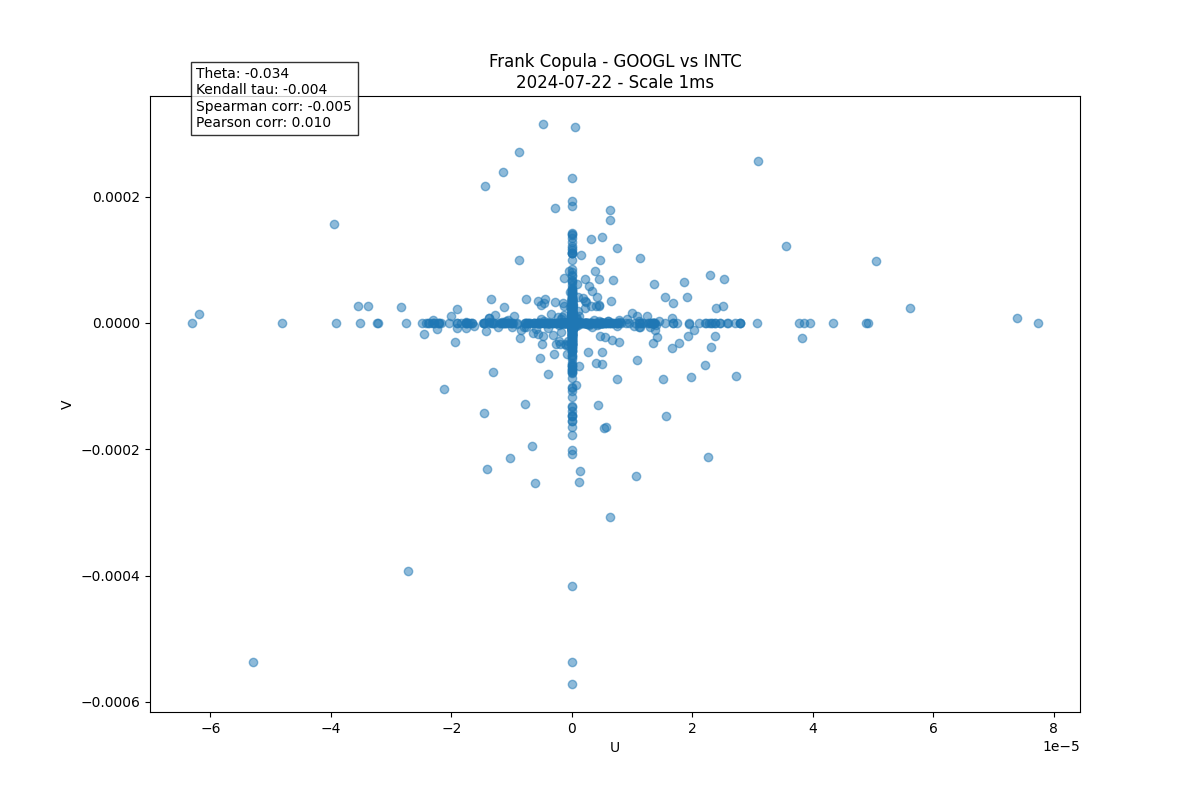 Frank Copula - GOOGL vs INTC
2024-07-22 - Scale 1ms
Theta: -0.034
Kendall tau: -0.004
Spearman corr: -0.005
Pearson corr: 0.010
0.0002
0.0000
−0.0002
−0.0004
−0.0006
V
−6
−4
−2
0
2
4
6
8
1e−5
U